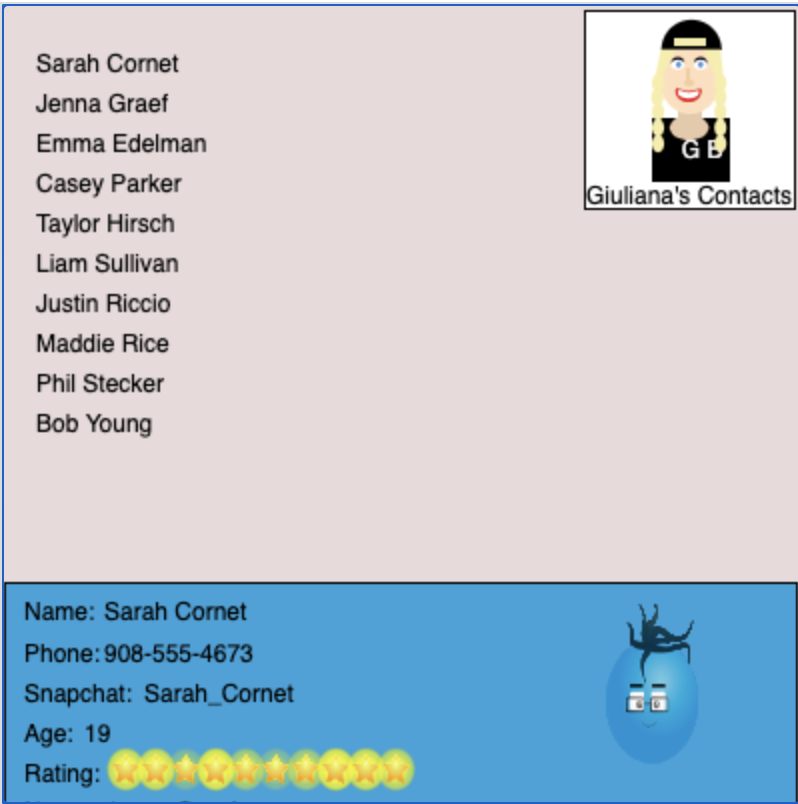 Sarah Cornet
Jenna Graef
Emma Edelman
Casey Parker
Taylor Hirsch
Liam Sullivan
Justin Riccio
Maddie Rice
Phil Stecker
Bob Young
G B
Giuliana's Contacts
Name: Sarah Cornet
Phone: 908-555-4673
Snapchat: Sarah_Cornet
Age: 19
Rating: